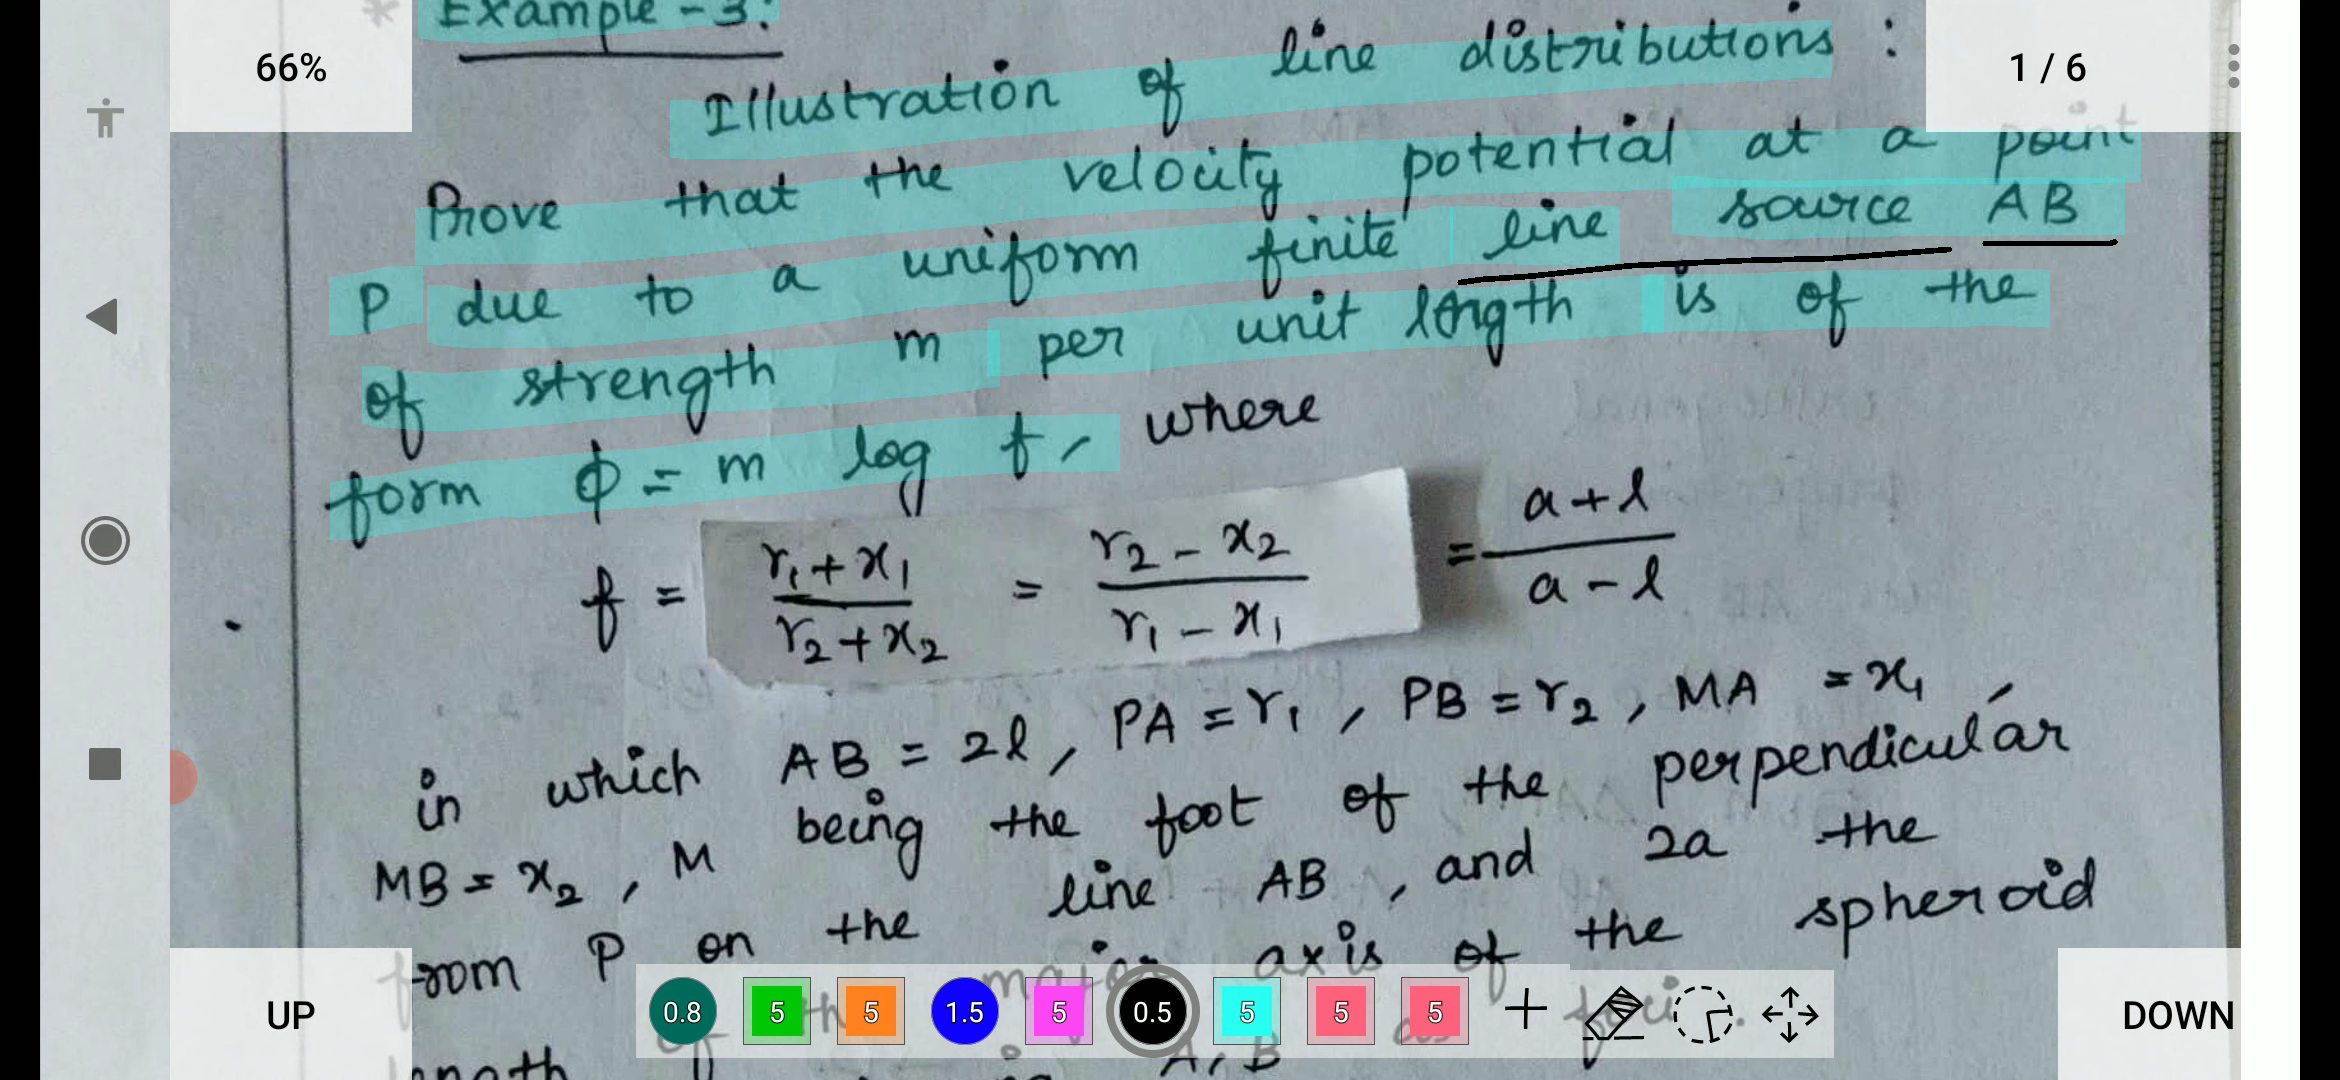 Example - 3:
66%
1 / 6
Illustration of line distributions :
Prove that the velocity potential at a point
P due to a uniform finite line source AB
of strength m per unit length is of the
form ϕ = m log f, where
f = r₁ + x₁ / r₂ + x₂ = r₂ - x₂ / r₁ - x₁ = a + l / a - l
in which AB = 2l, PA = r₁, PB = r₂, MA = x₁,
MB = x₂, M being the foot of the perpendicular
from P on the line AB, and 2a the
length of major axis of the spheroid
A, B foci.
UP
0.8 5 5 1.5 5 0.5 5 5 5
DOWN